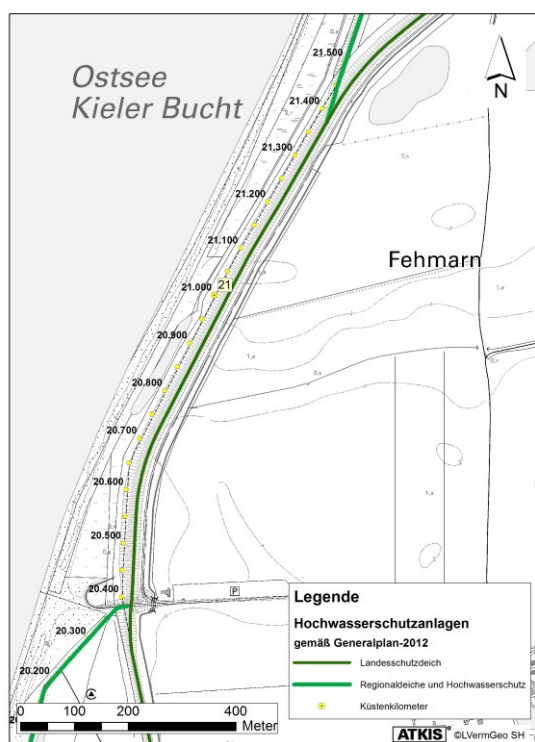 21.500
Ostsee
Kieler Bucht
N
21.400
21.300
21.200
21.100
Fehmarn
21.000
21
20.900
20.800
20.700
20.600
20.500
20.400
P
20.300
20.200
Legende
Hochwasserschutzanlagen
gemäß Generalplan-2012
Landesschutzdeich
Regionaldeiche und Hochwasserschutz
Küstenkilometer
0 50 100 200 400
Meter
ATKIS ©LVermGeo SH